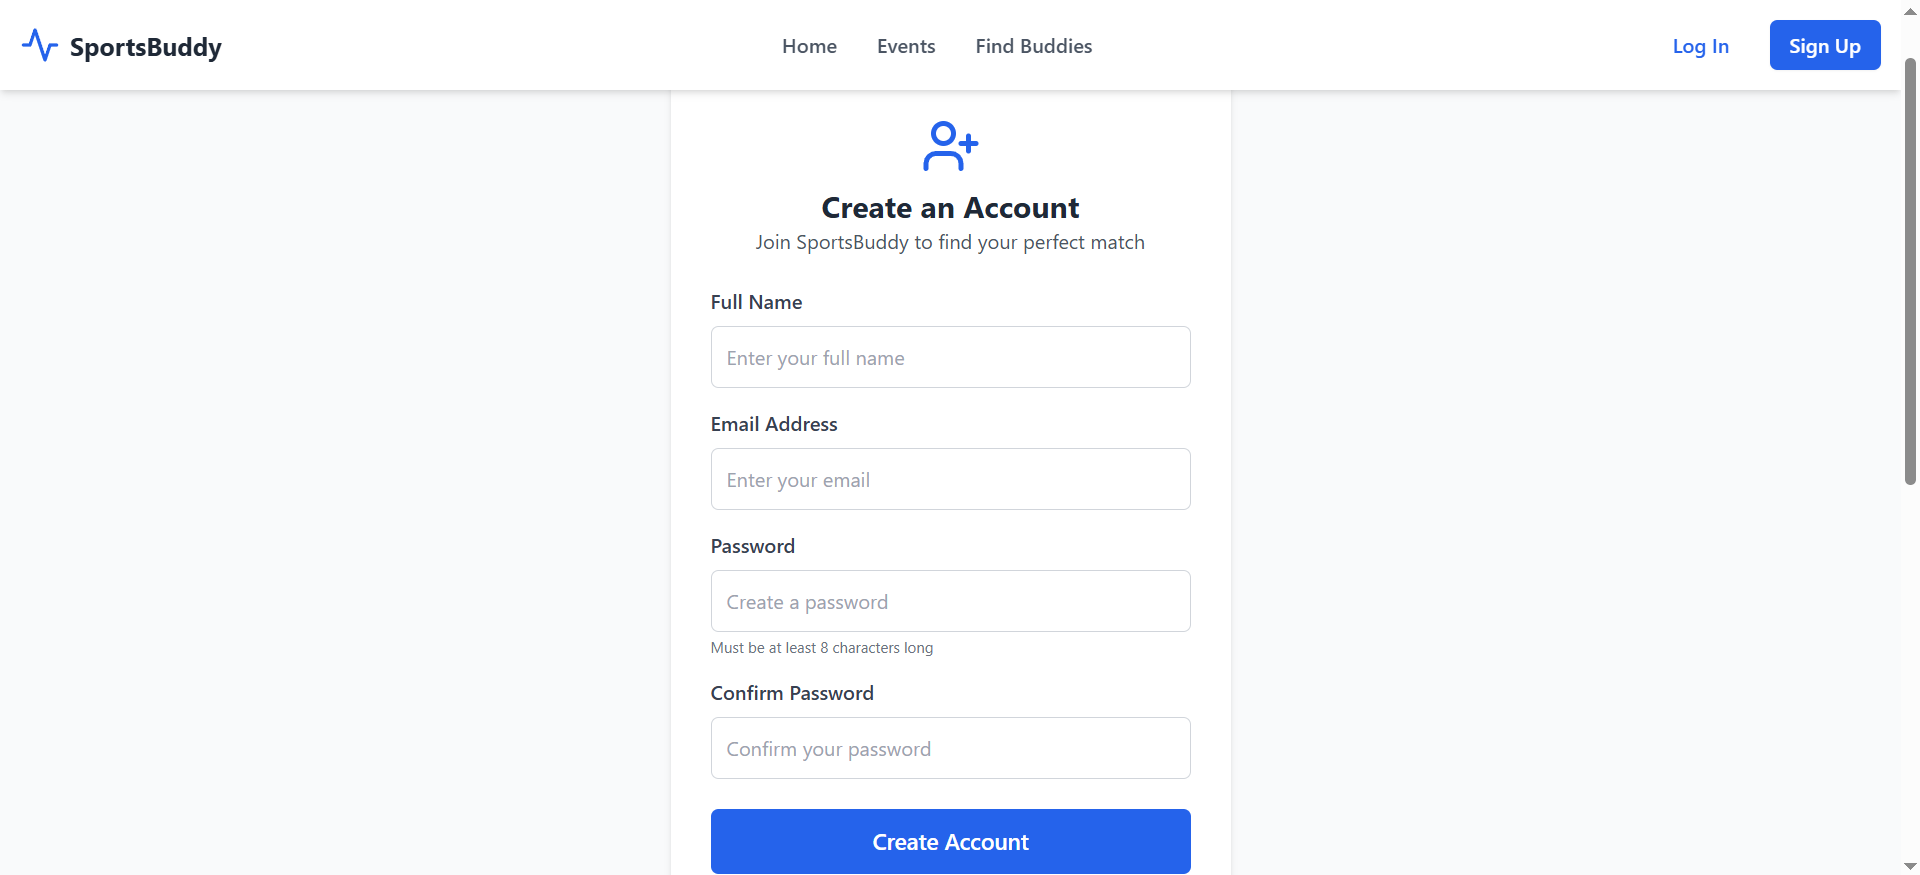 SportsBuddy
Home
Events
Find Buddies
Log In
Sign Up
Create an Account
Join SportsBuddy to find your perfect match
Full Name
Enter your full name
Email Address
Enter your email
Password
Create a password
Must be at least 8 characters long
Confirm Password
Confirm your password
Create Account